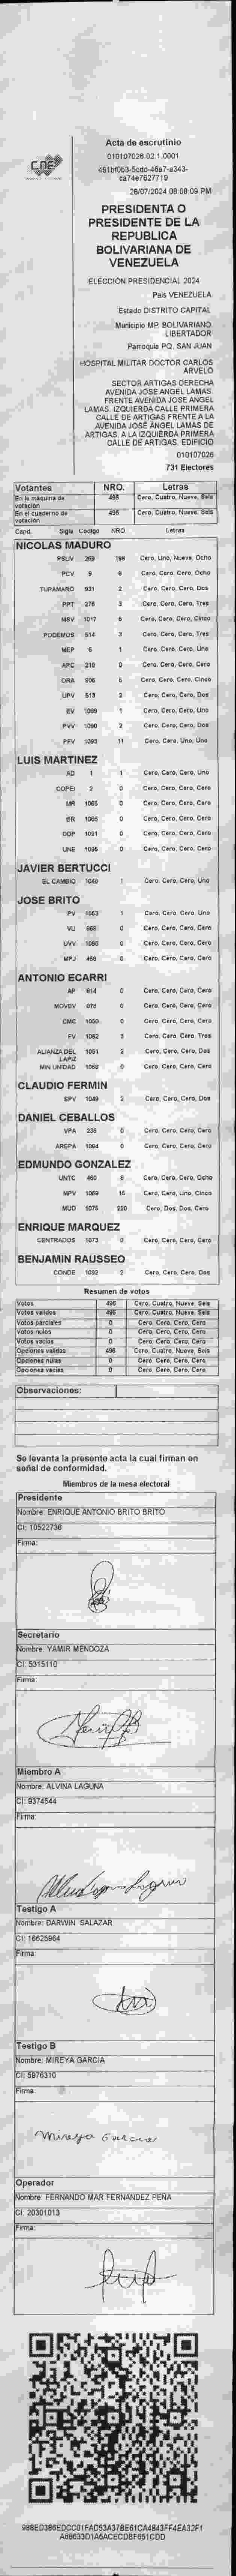 CNE
Acta de escrutinio
010107026.02.1.0001
28/07/2024 08:08:09 PM
PRESIDENTA O
PRESIDENTE DE LA
REPUBLICA
BOLIVARIANA DE
VENEZUELA
ELECCIÓN PRESIDENCIAL 2024
Pais VENEZUELA
Estado DISTRITO CAPITAL
Municipio MP. BOLIVARIANO
LIBERTADOR
Parroquia PQ. SAN JUAN
HOSPITAL MILITAR DOCTOR CARLOS
ARVELO
SECTOR ARTIGAS DERECHA
AVENIDA JOSE ANGEL LAMAS.
FRENTE AVENIDA JOSE ANGEL
LAMAS. IZQUIERDA CALLE PRIMERA
CALLE DE ARTIGAS FRENTE A LA
AVENIDA JOSÉ ANGEL LAMAS DE
ARTIGAS. A LA IZQUIERDA PRIMERA
CALLE DE ARTIGAS. EDIFICIO
010107026
731 Electores
Votantes NRO. Letras
En la máquina de votación 496 Cero, Cuatro, Nueve, Seis
En el cuaderno de votación 496 Cero, Cuatro, Nueve, Seis
Cand. Sigla Código NRO. Letras
NICOLAS MADURO
PSUV 269 198 Cero, Uno, Nueve, Ocho
PCV Cero, Cero, Cero, Ocho
TUPAMARO 931 2 Cero, Cero, Cero, Dos
PPT 276 3 Cero, Cero, Cero, Tres
MSV 1017 5 Cero, Cero, Cero, Cinco
PODEMOS 514 3 Cero, Cero, Cero, Tres
MEP 6 1 Cero, Cero, Cero, Uno
APC 210 0 Cero, Cero, Cero, Cero
ORA 906 5 Cero, Cero, Cero, Cinco
UPV 513 2 Cero, Cero, Cero, Dos
EV 1089 1 Cero, Cero, Cero, Uno
PVV 1090 2 Cero, Cero, Cero, Dos
PFV 1093 11 Cero, Cero, Uno, Uno
LUIS MARTINEZ
AD 1 1 Cero, Cero, Cero, Uno
COPEI 2 0 Cero, Cero, Cero, Cero
MR 1065 0 Cero, Cero, Cero, Cero
BR 1006 0 Cero, Cero, Cero, Cero
DDP 1091 0 Cero, Cero, Cero, Cero
UNE 1095 0 Cero, Cero, Cero, Cero
JAVIER BERTUCCI
EL CAMBIO 1040 1 Cero, Cero, Cero, Uno
JOSE BRITO
PV 1053 1 Cero, Cero, Cero, Uno
VU 868 0 Cero, Cero, Cero, Cero
UVV 1096 0 Cero, Cero, Cero, Cero
MPJ 459 0 Cero, Cero, Cero, Cero
ANTONIO ECARRI
AP 914 0 Cero, Cero, Cero, Cero
MOVEV 978 0 Cero, Cero, Cero, Cero
CMC 1050 0 Cero, Cero, Cero, Cero
FV 1062 3 Cero, Cero, Cero, Tres
ALIANZA DEL LAPIZ 1051 2 Cero, Cero, Cero, Dos
MIN UNIDAD 1068 0 Cero, Cero, Cero, Cero
CLAUDIO FERMIN
SPV 1049 2 Cero, Cero, Cero, Dos
DANIEL CEBALLOS
VPA 236 0 Cero, Cero, Cero, Cero
AREPA 1094 0 Cero, Cero, Cero, Cero
EDMUNDO GONZALEZ
UNTC 460 8 Cero, Cero, Cero, Ocho
MPV 1069 15 Cero, Cero, Uno, Cinco
MUD 1075 220 Cero, Dos, Dos, Cero
ENRIQUE MARQUEZ
CENTRADOS 1073 0 Cero, Cero, Cero, Cero
BENJAMIN RAUSSEO
CONDE 1092 2 Cero, Cero, Cero, Dos
Resumen de votos
Votos 496 Cero, Cuatro, Nueve, Seis
Votos validos 496 Cero, Cuatro, Nueve, Seis
Votos parciales 0 Cero, Cero, Cero, Cero
Votos nulos 0 Cero, Cero, Cero, Cero
Votos vacios 0 Cero, Cero, Cero, Cero
Opciones validas 496 Cero, Cuatro, Nueve, Seis
Opciones nulas 0 Cero, Cero, Cero, Cero
Opciones vacias 0 Cero, Cero, Cero, Cero
Observaciones:
Se levanta la presente acta la cual firman en
señal de conformidad.
Miembros de la mesa electoral
Presidente
Nombre: ENRIQUE ANTONIO BRITO BRITO
CI: 10522738
Firma:
Secretario
Nombre: YAMIR MENDOZA
CI: 5315110
Firma:
Miembro A
Nombre: ALVINA LAGUNA
CI: 9374544
Firma:
Testigo A
Nombre: DARWIN SALAZAR
CI: 16625964
Firma:
Testigo B
Nombre: MIREYA GARCIA
CI: 5976310
Firma:
Mireya Garcia
Operador
Nombre: FERNANDO MAR FERNANDEZ PEÑA
CI: 20301013
Firma: